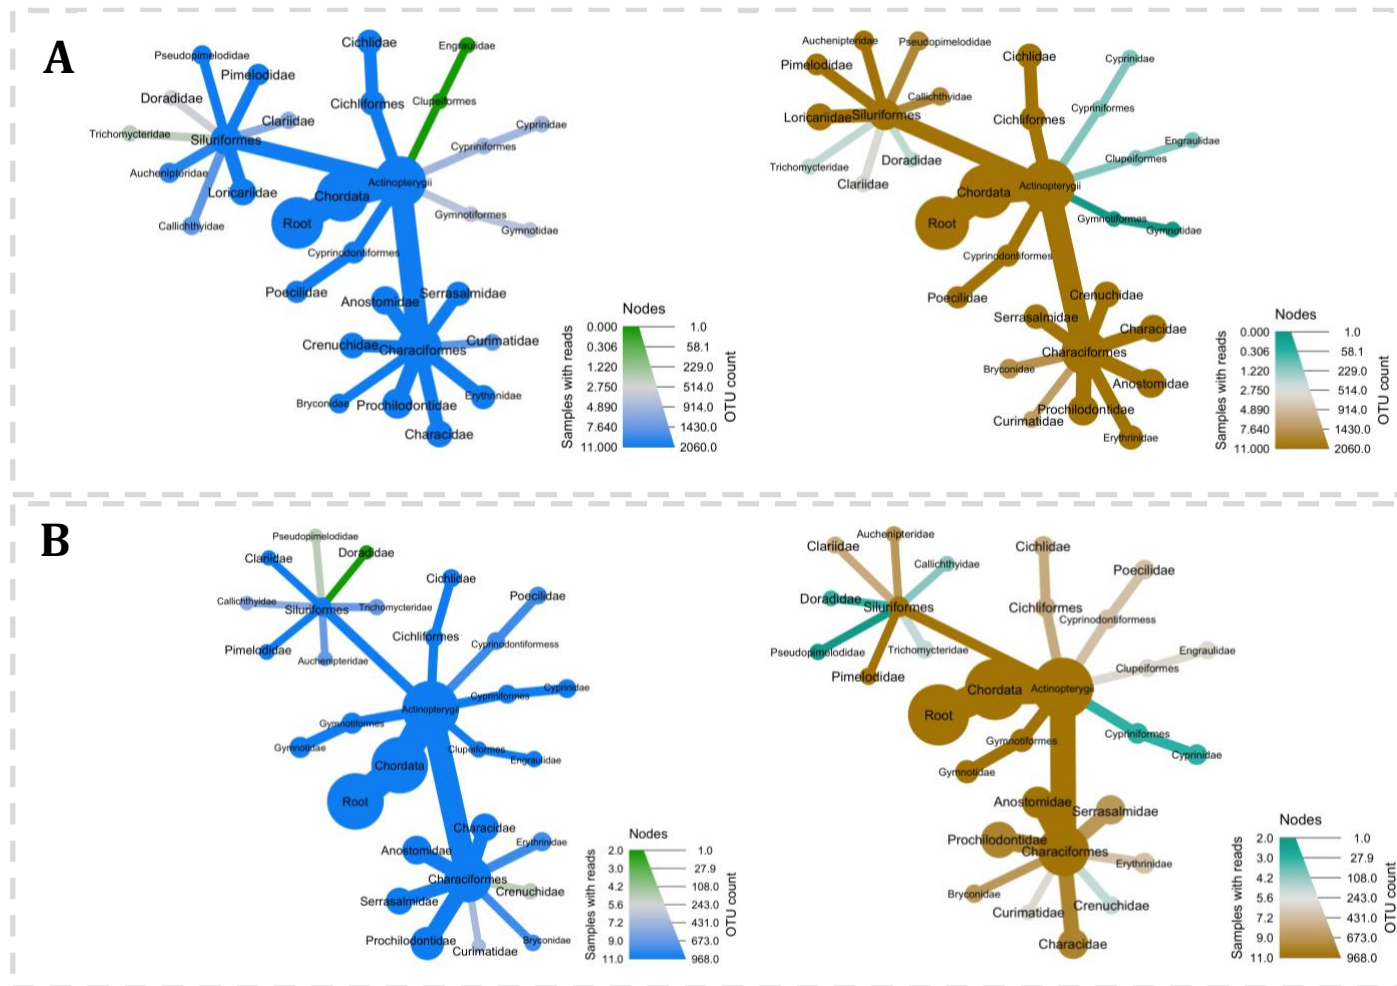 A
Pseudopimelodidae
Pimelodidae
Doradidae
Clariidae
Trichomycteridae
Siluriformes
Auchenipteridae
Loricariidae
Callichthyidae
Cichlidae
Engraulidae
Cichliformes
Clupeiformes
Cyprinidae
Cypriniformes
Actinopterygii
Chordata
Root
Gymnotiformes
Gymnotidae
Cyprinodontiformes
Poecilidae
Anostomidae
Serrasalmidae
Crenuchidae
Characiformes
Curimatidae
Bryconidae
Prochilodontidae
Erythrinidae
Characidae
Nodes
Samples with reads
OTU count
0.000 1.0
0.306 58.1
1.220 229.0
2.750 514.0
4.890 914.0
7.640 1430.0
11.000 2060.0
Auchenipteridae
Pseudopimelodidae
Pimelodidae
Callichthyidae
Loricariidae
Siluriformes
Trichomycteridae
Doradidae
Clariidae
Cichlidae
Cyprinidae
Cichliformes
Cypriniformes
Engraulidae
Clupeiformes
Actinopterygii
Chordata
Root
Gymnotiformes
Gymnotidae
Cyprinodontiformes
Poecilidae
Crenuchidae
Serrasalmidae
Characidae
Characiformes
Bryconidae
Anostomidae
Prochilodontidae
Curimatidae
Erythrinidae
Nodes
Samples with reads
OTU count
0.000 1.0
0.306 58.1
1.220 229.0
2.750 514.0
4.890 914.0
7.640 1430.0
11.000 2060.0
B
Pseudopimelodidae
Clariidae
Doradidae
Callichthyidae
Siluriformes
Trichomycteridae
Pimelodidae
Auchenipteridae
Cichlidae
Poecilidae
Cichliformes
Cyprinodontiformess
Cypriniformes
Cyprinidae
Actinopterygii
Gymnotiformes
Gymnotidae
Clupeiformes
Engraulidae
Chordata
Root
Characidae
Anostomidae
Erythrinidae
Characiformes
Crenuchidae
Serrasalmidae
Prochilodontidae
Curimatidae
Bryconidae
Nodes
Samples with reads
OTU count
2.0 1.0
3.0 27.9
4.2 108.0
5.6 243.0
7.2 431.0
9.0 673.0
11.0 968.0
Auchenipteridae
Clariidae
Callichthyidae
Doradidae
Siluriformes
Pseudopimelodidae
Trichomycteridae
Pimelodidae
Cichlidae
Poecilidae
Cichliformes
Cyprinodontiformess
Engraulidae
Clupeiformes
Actinopterygii
Chordata
Root
Cypriniformes
Cyprinidae
Gymnotiformes
Gymnotidae
Anostomidae
Serrasalmidae
Prochilodontidae
Characiformes
Erythrinidae
Bryconidae
Curimatidae
Crenuchidae
Characidae
Nodes
Samples with reads
OTU count
2.0 1.0
3.0 27.9
4.2 108.0
5.6 243.0
7.2 431.0
9.0 673.0
11.0 968.0